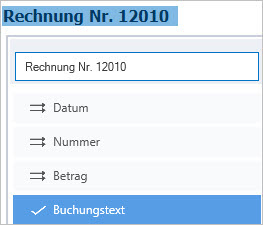 Rechnung Nr. 12010
Rechnung Nr. 12010
Datum
Nummer
Betrag
Buchungstext